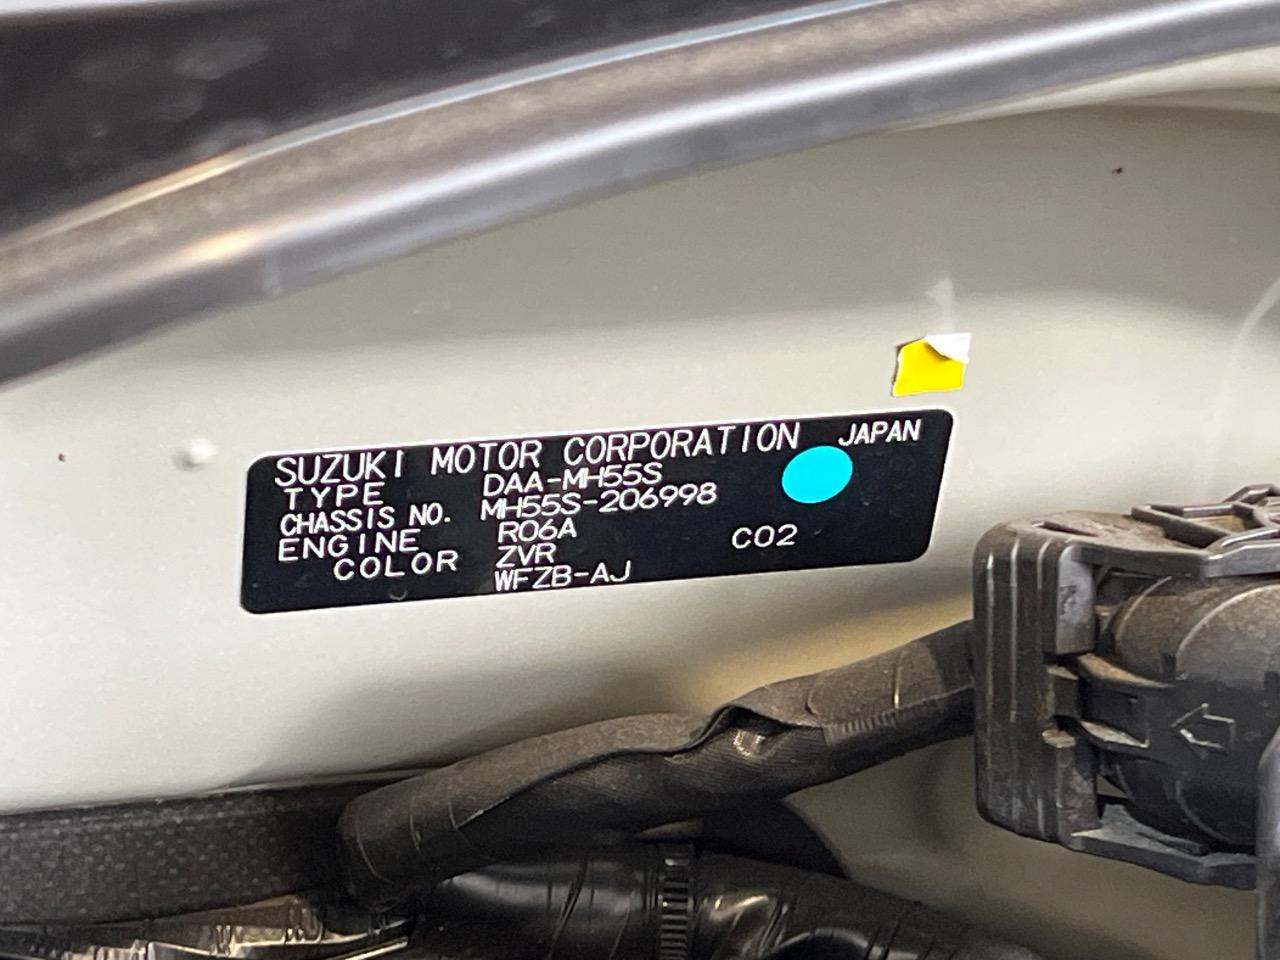 SUZUKI MOTOR CORPORATION JAPAN
TYPE DAA-MH55S
CHASSIS NO. MH55S-206998
ENGINE R06A
COLOR ZVR C02
WFZB-AJ